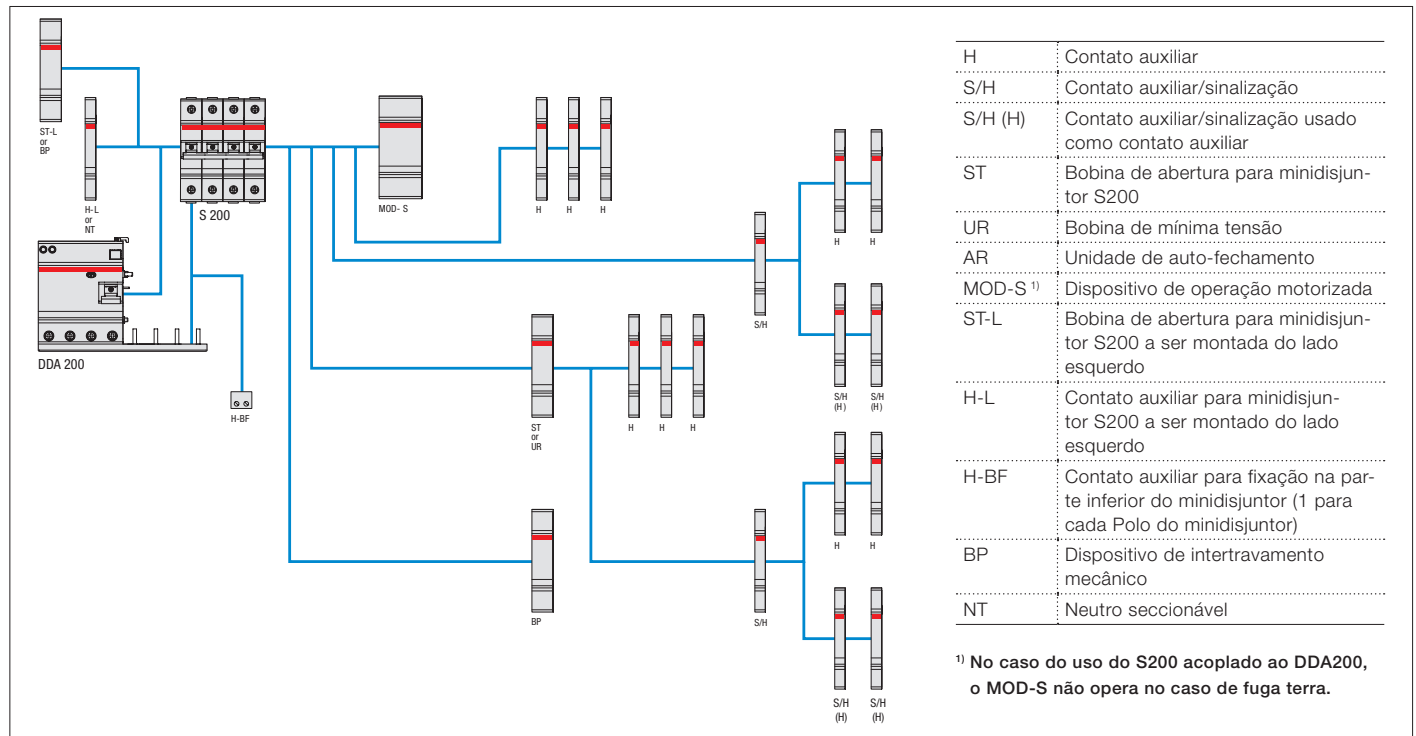 ST-L
or
BP
H-L
or
NT
S 200
MOD- S
H H H
H H
S/H
S/H S/H
(H) (H)
DDA 200
H-BF
ST
or
UR
H H H
H H
BP
S/H
S/H S/H
(H) (H)
H Contato auxiliar
S/H Contato auxiliar/sinalização
S/H (H) Contato auxiliar/sinalização usado
como contato auxiliar
ST Bobina de abertura para minidisjun-
tor S200
UR Bobina de mínima tensão
AR Unidade de auto-fechamento
MOD-S 1) Dispositivo de operação motorizada
ST-L Bobina de abertura para minidisjun-
tor S200 a ser montada do lado
esquerdo
H-L Contato auxiliar para minidisjun-
tor S200 a ser montado do lado
esquerdo
H-BF Contato auxiliar para fixação na par-
te inferior do minidisjuntor (1 para
cada Polo do minidisjuntor)
BP Dispositivo de intertravamento
mecânico
NT Neutro seccionável
1) No caso do uso do S200 acoplado ao DDA200,
o MOD-S não opera no caso de fuga terra.